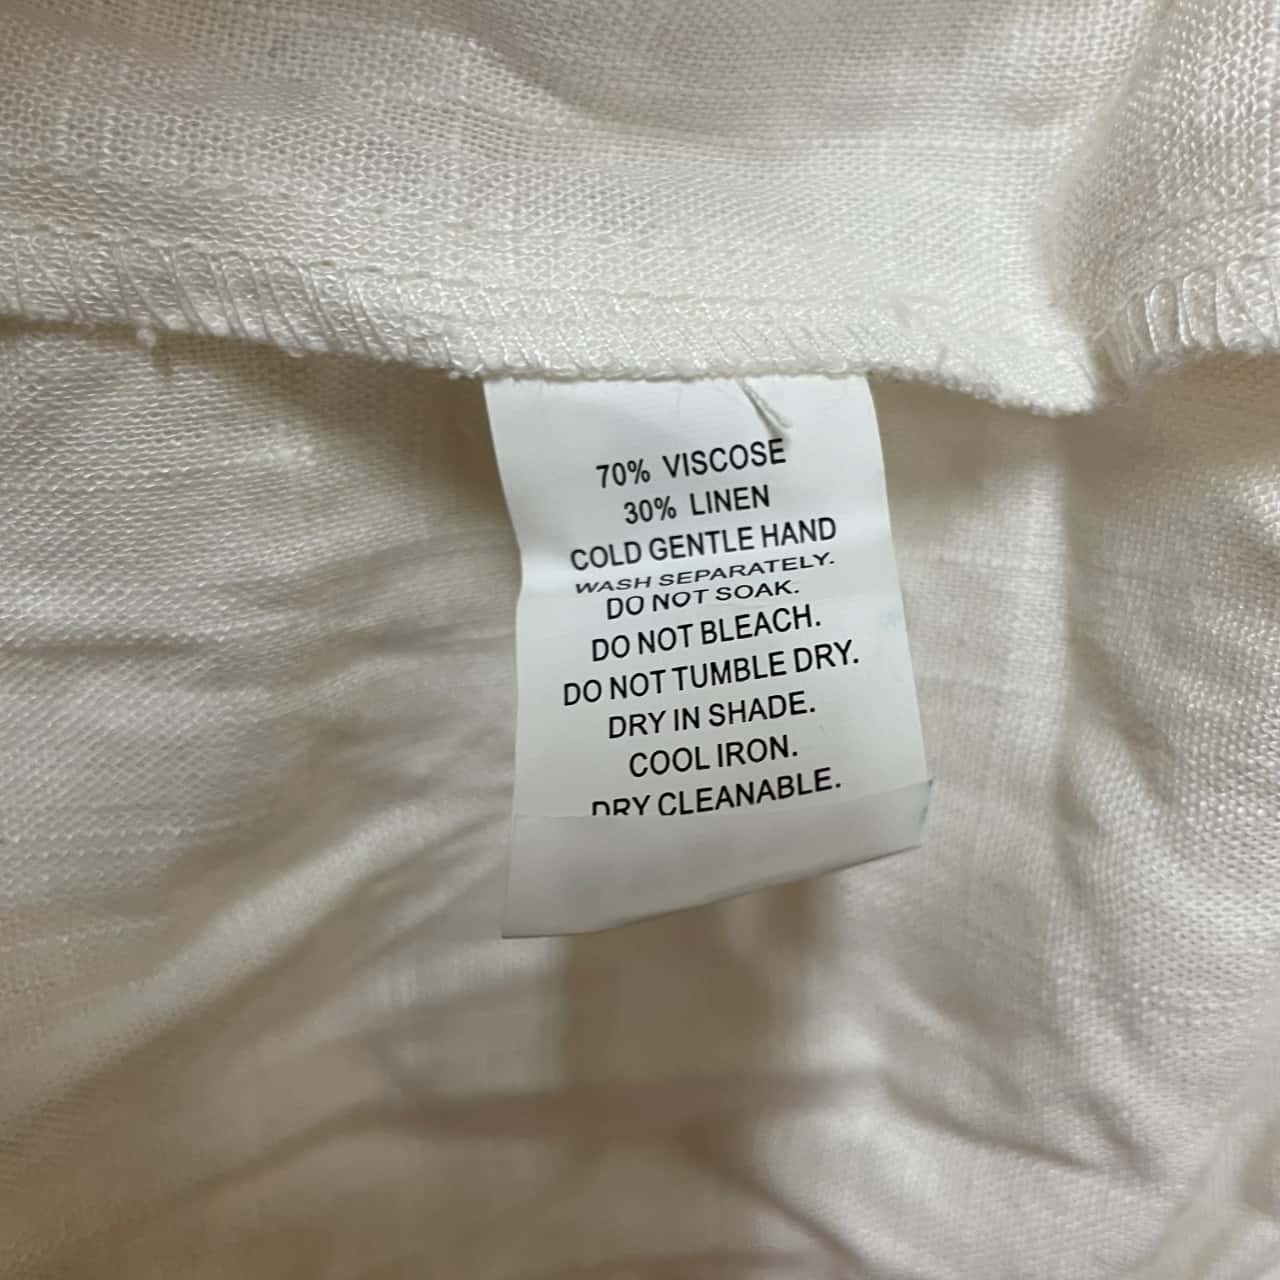 70% VISCOSE
30% LINEN
COLD GENTLE HAND
WASH SEPARATELY.
DO NOT SOAK.
DO NOT BLEACH.
DO NOT TUMBLE DRY.
DRY IN SHADE.
COOL IRON.
DRY CLEANABLE.